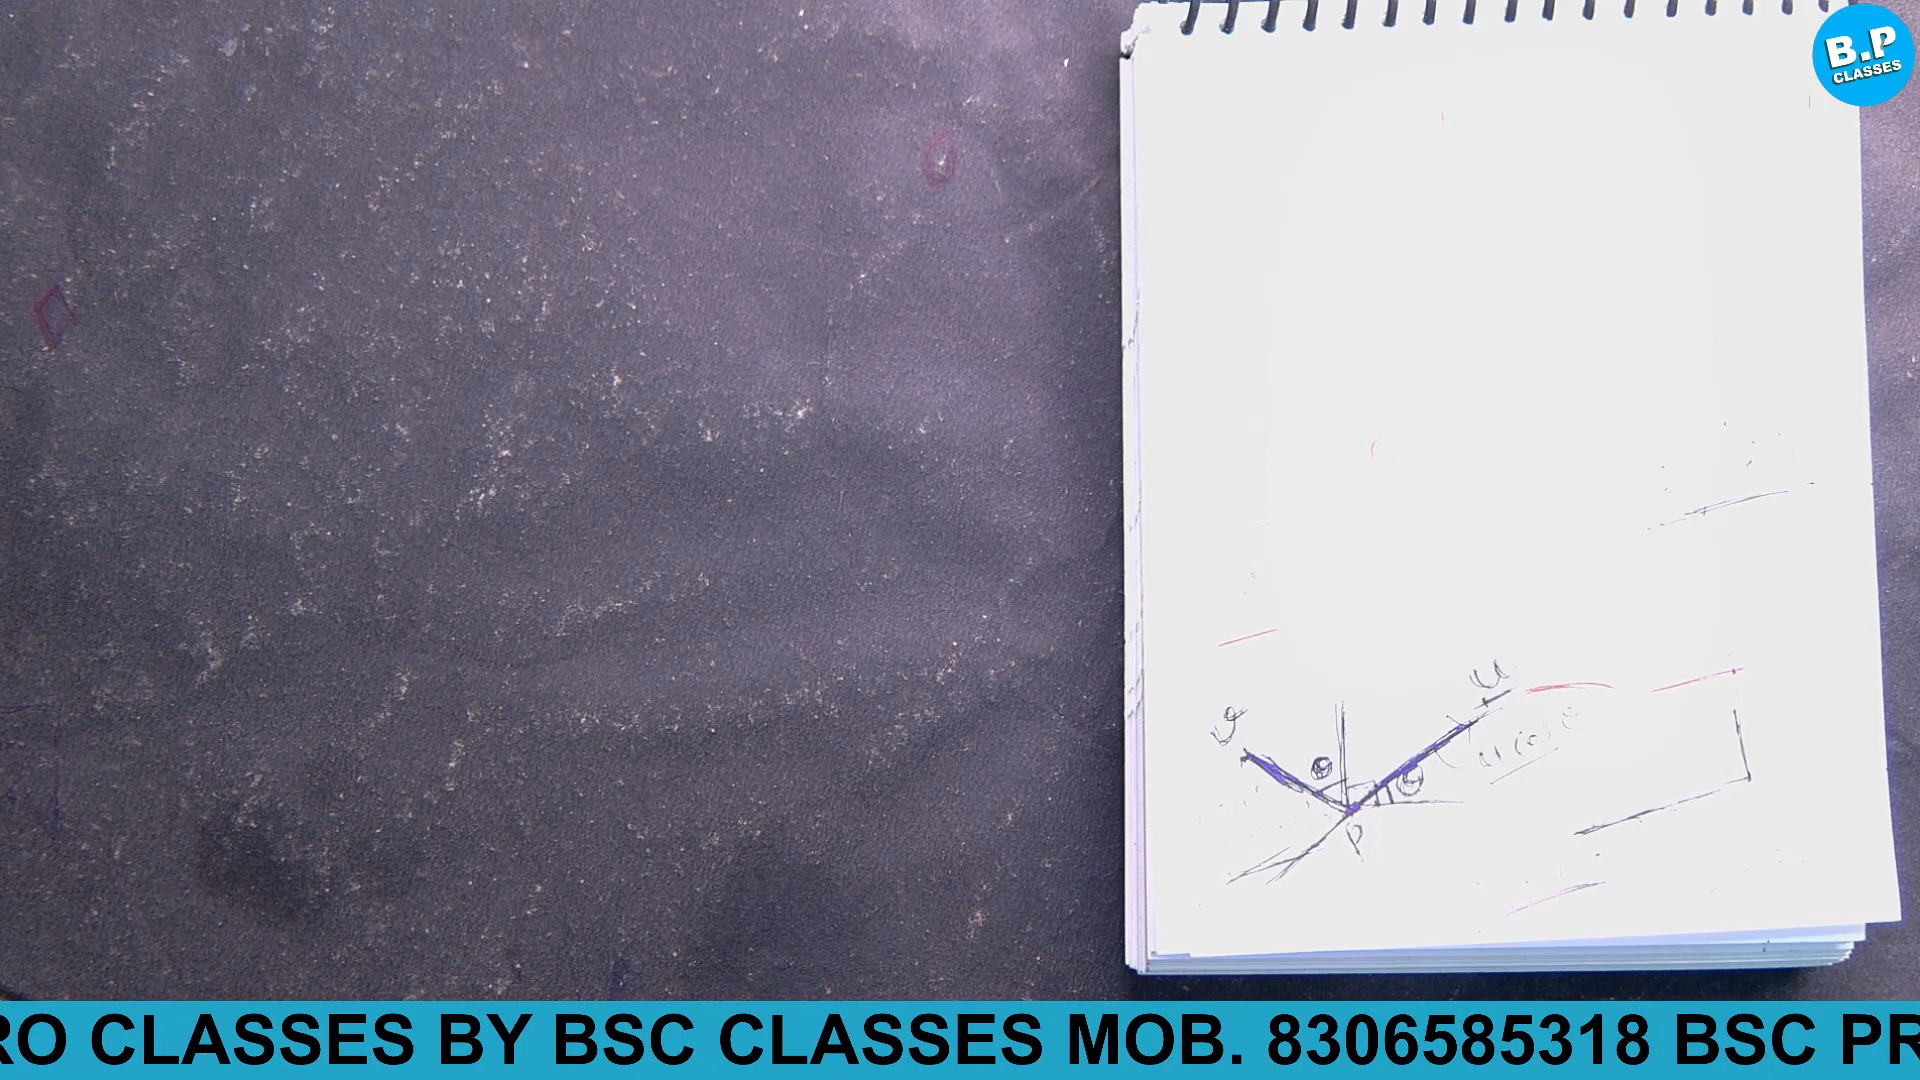 B.P
CLASSES
u
v
θ
θ
P
RO CLASSES BY BSC CLASSES MOB. 8306585318 BSC PR